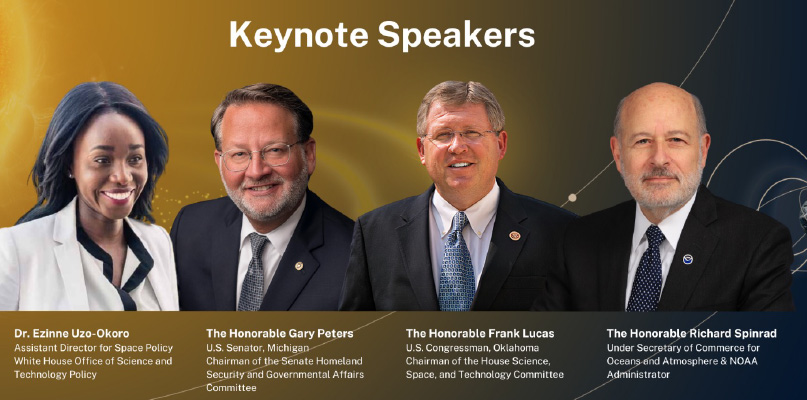 Keynote Speakers
Dr. Ezinne Uzo-Okoro
Assistant Director for Space Policy
White House Office of Science and
Technology Policy
The Honorable Gary Peters
U.S. Senator, Michigan
Chairman of the Senate Homeland
Security and Governmental Affairs
Committee
The Honorable Frank Lucas
U.S. Congressman, Oklahoma
Chairman of the House Science,
Space, and Technology Committee
The Honorable Richard Spinrad
Under Secretary of Commerce for
Oceans and Atmosphere & NOAA
Administrator